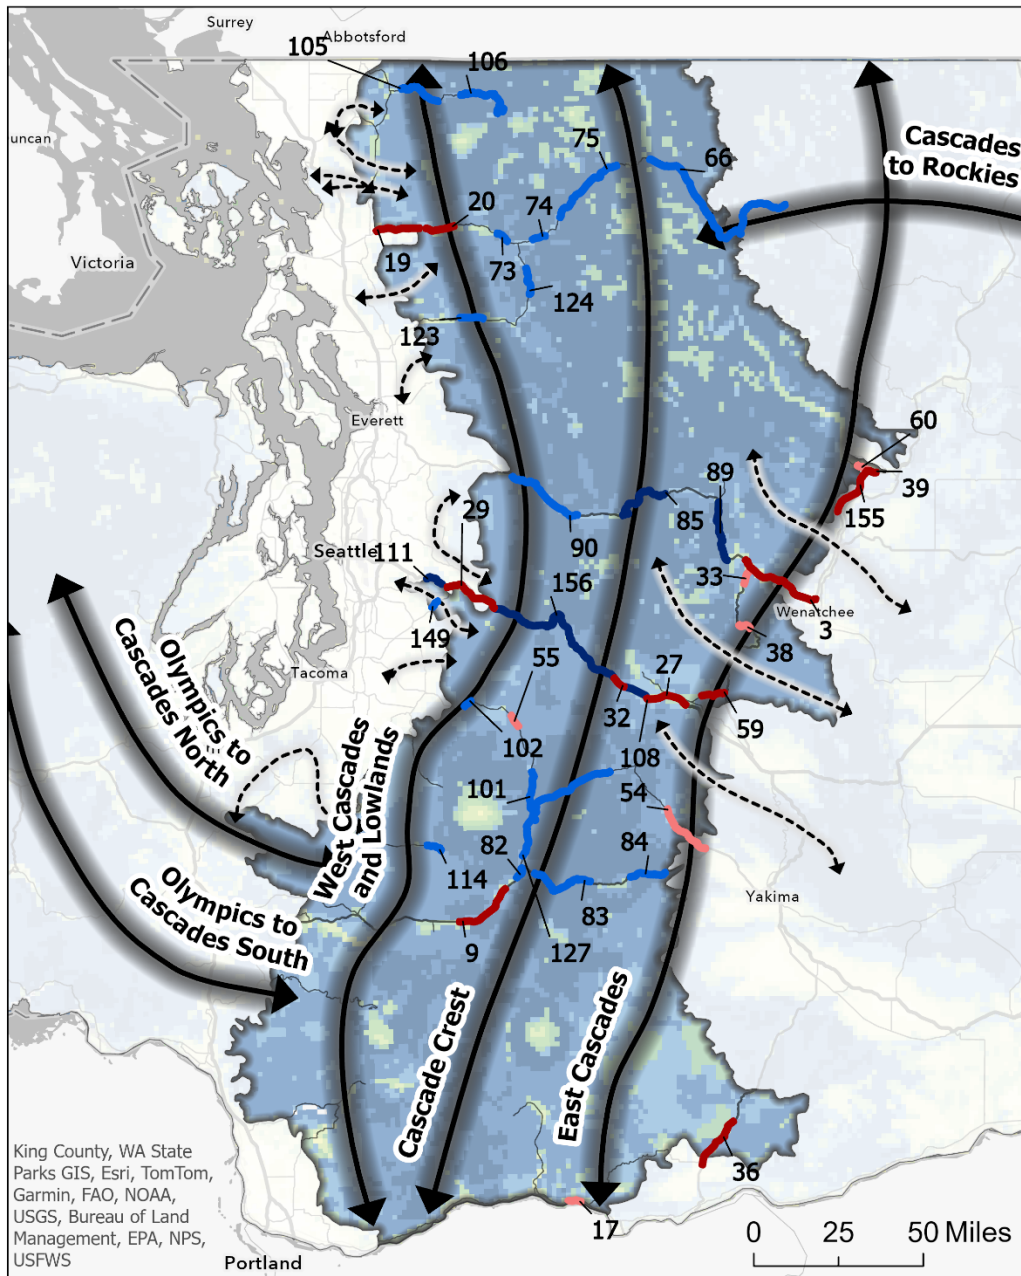 Surrey
Abbotsford
105
106
Duncan
75
66
Cascades
to Rockies
20
74
Victoria
19
73
124
123
Everett
60
89
39
29
85
155
Seattle
111
90
156
33
Wenatchee
3
149
55
38
Tacoma
27
Olympics to
Cascades North
32
59
102
108
West Cascades
and Lowlands
101
54
82
84
114
Yakima
Olympics to
Cascades South
83
9
127
Cascade Crest
East Cascades
36
17
King County, WA State
Parks GIS, Esri, TomTom,
Garmin, FAO, NOAA,
USGS, Bureau of Land
Management, EPA, NPS,
USFWS
0 25 50 Miles
Portland